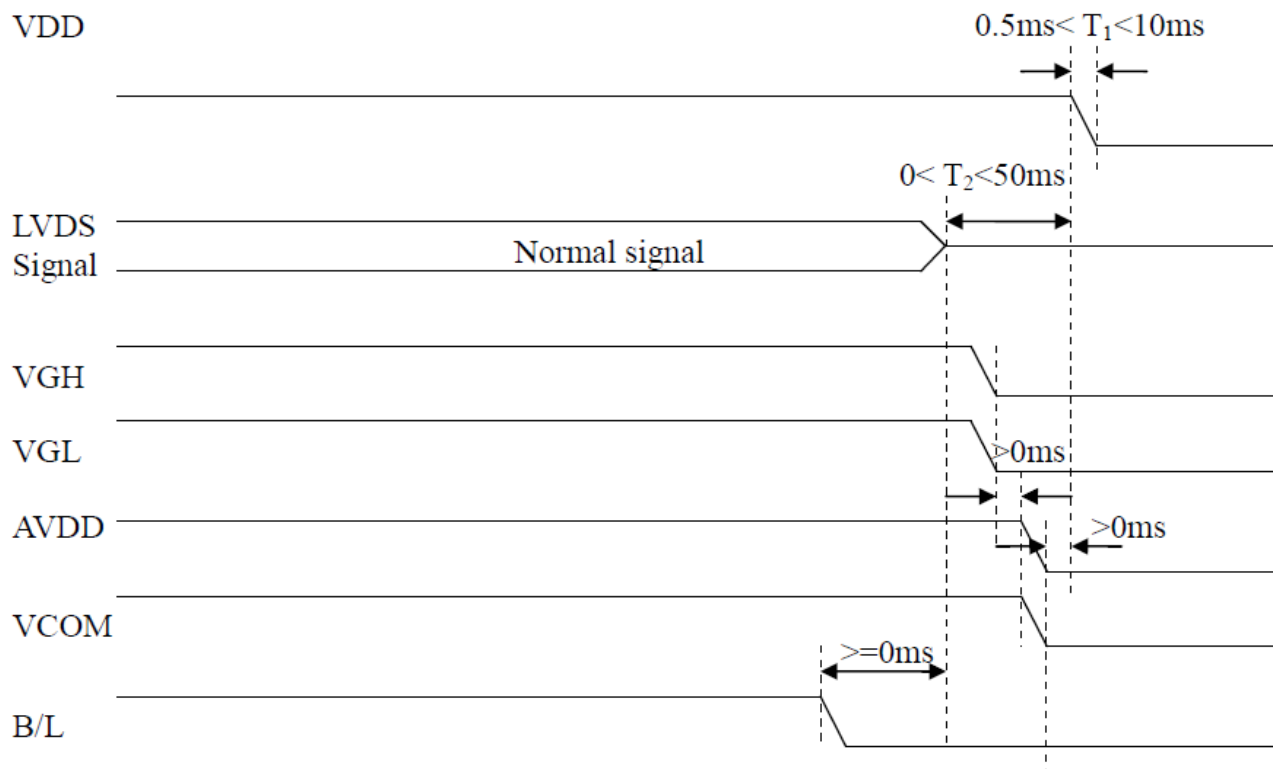 VDD
0.5ms< T₁<10ms
0< T₂<50ms
LVDS
Signal
Normal signal
VGH
VGL
>0ms
AVDD
>0ms
VCOM
>=0ms
B/L